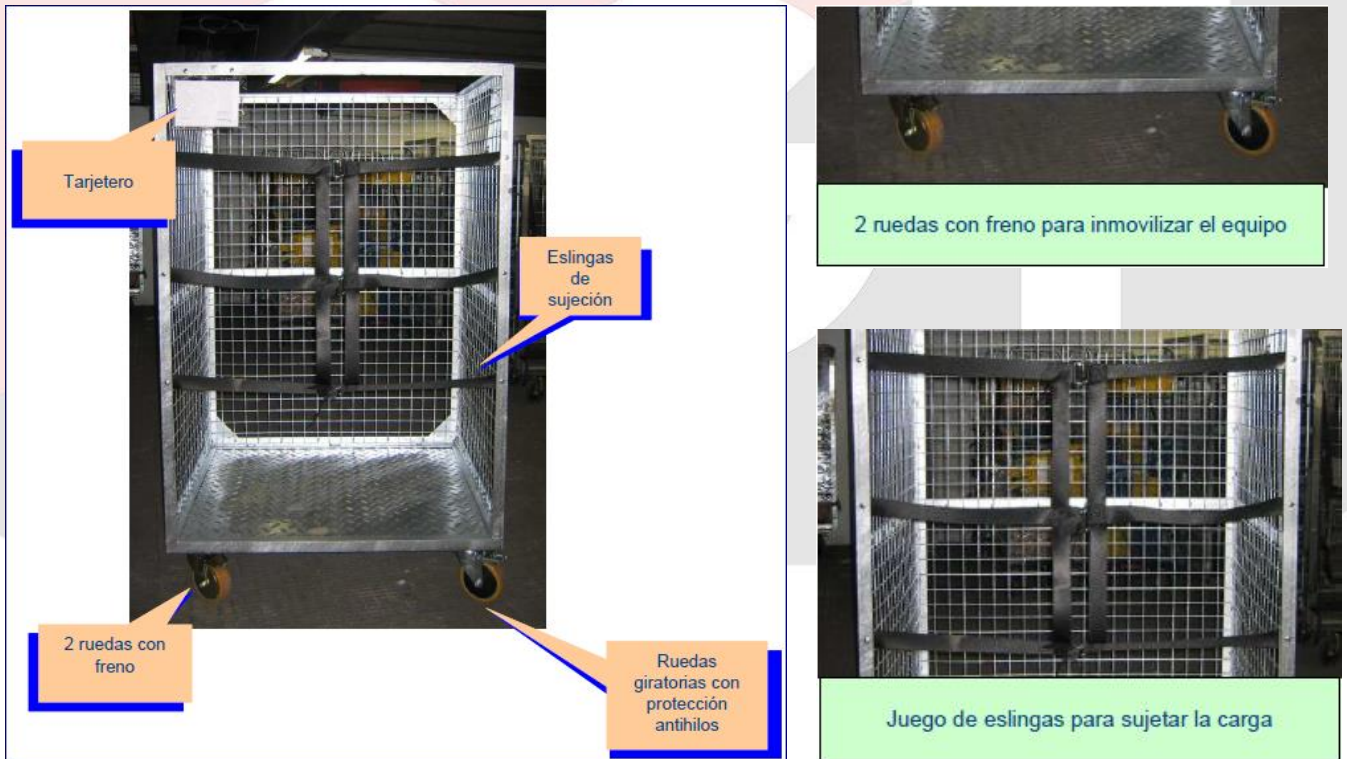 Tarjetero
Eslingas
de
sujeción
2 ruedas con
freno
Ruedas
giratorias con
protección
antihilos
2 ruedas con freno para inmovilizar el equipo
Juego de eslingas para sujetar la carga